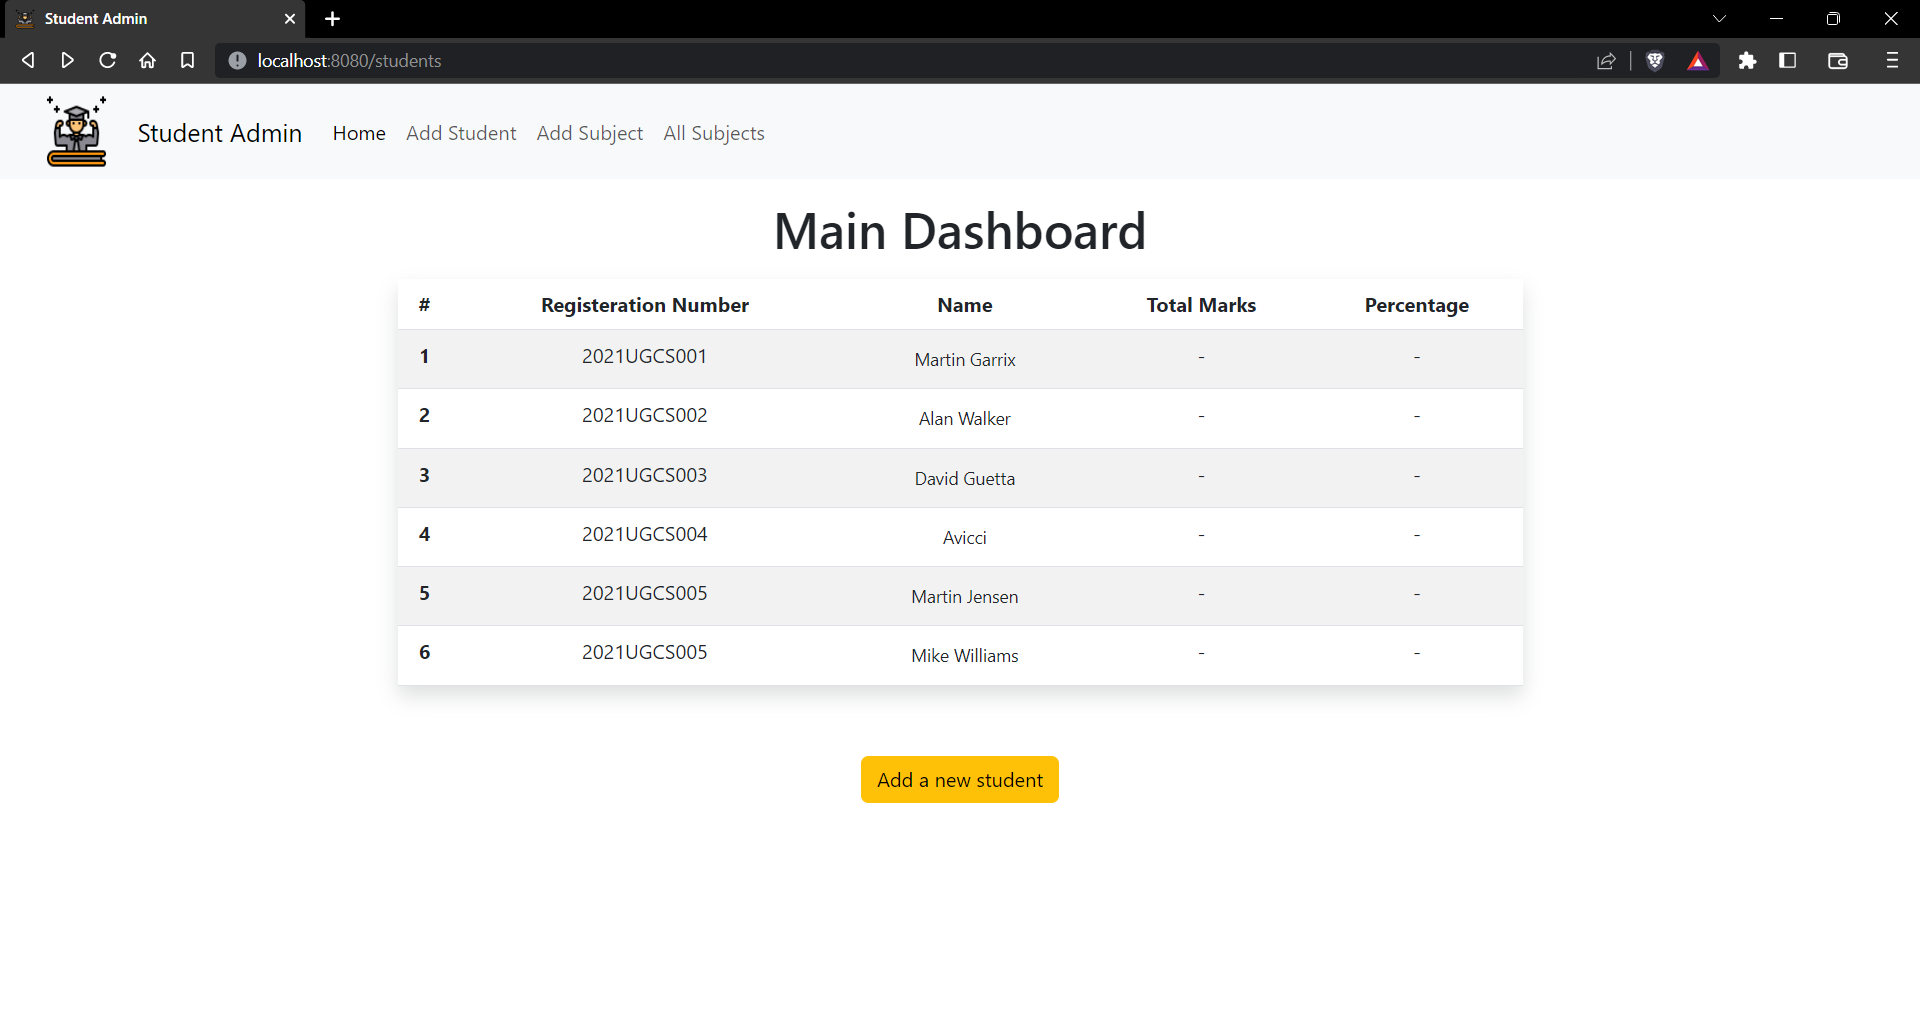 Student Admin
localhost:8080/students
Student Admin Home Add Student Add Subject All Subjects
Main Dashboard
# Registeration Number Name Total Marks Percentage
1 2021UGCS001 Martin Garrix - -
2 2021UGCS002 Alan Walker - -
3 2021UGCS003 David Guetta - -
4 2021UGCS004 Avicci - -
5 2021UGCS005 Martin Jensen - -
6 2021UGCS005 Mike Williams - -
Add a new student